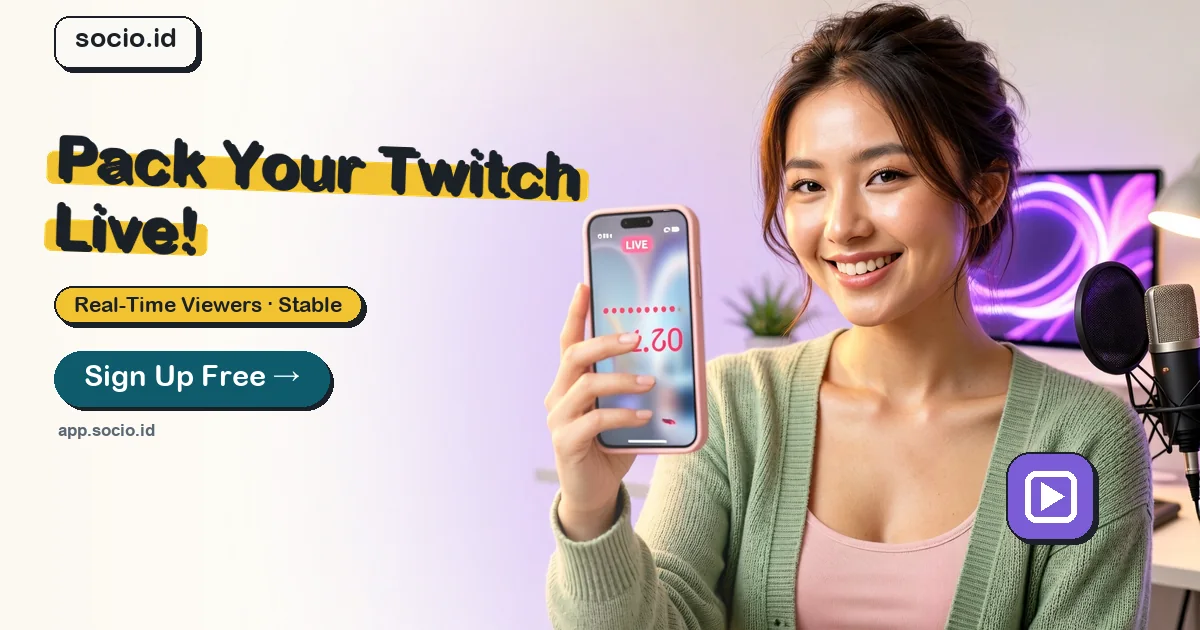 socio.id
Pack Your Twitch
Live!
Real-Time Viewers · Stable
Sign Up Free →
app.socio.id
LIVE